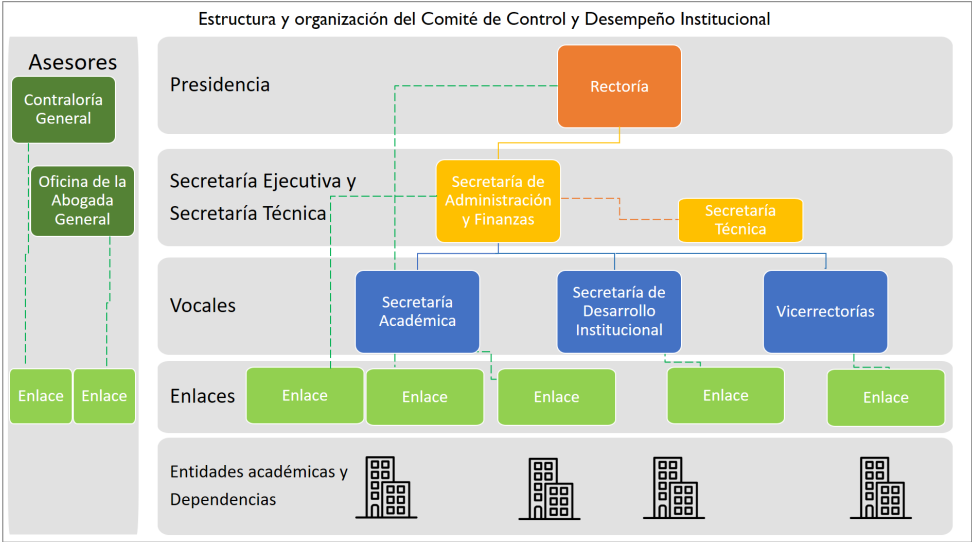 Estructura y organización del Comité de Control y Desempeño Institucional
Asesores
Contraloría
General
Oficina de la
Abogada
General
Enlace
Enlace
Presidencia
Rectoría
Secretaría Ejecutiva y
Secretaría Técnica
Secretaría de
Administración
y Finanzas
Secretaría
Técnica
Vocales
Secretaría
Académica
Secretaría de
Desarrollo
Institucional
Vicerrectorías
Enlaces
Enlace
Enlace
Enlace
Enlace
Enlace
Entidades académicas y
Dependencias